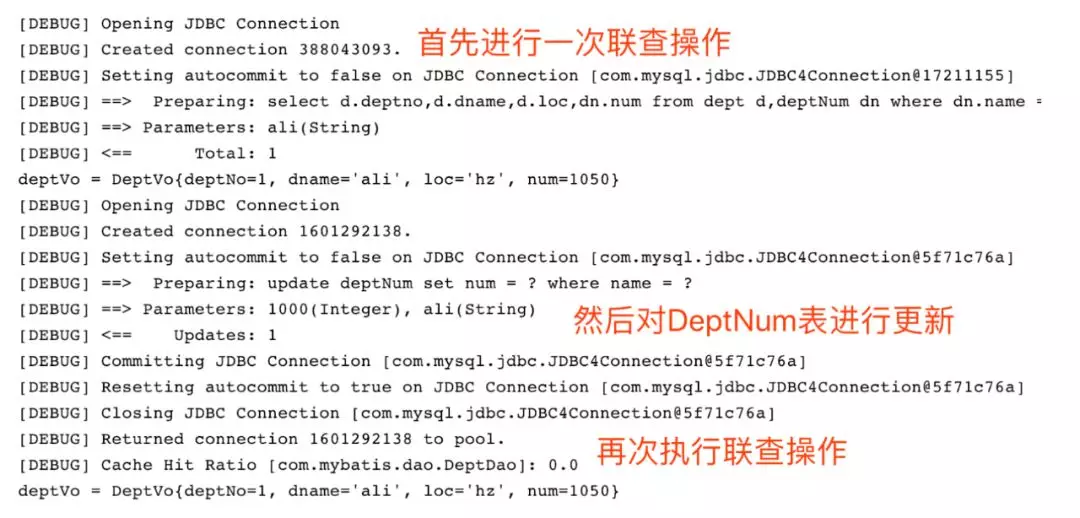 [DEBUG] Opening JDBC Connection
[DEBUG] Created connection 388043093.
首先进行一次联查操作
[DEBUG] Setting autocommit to false on JDBC Connection [com.mysql.jdbc.JDBC4Connection@17211155]
[DEBUG] ==>  Preparing: select d.deptno,d.dname,d.loc,dn.num from dept d,deptNum dn where dn.name =
[DEBUG] ==> Parameters: ali(String)
[DEBUG] <==      Total: 1
deptVo = DeptVo{deptNo=1, dname='ali', loc='hz', num=1050}
[DEBUG] Opening JDBC Connection
[DEBUG] Created connection 1601292138.
[DEBUG] Setting autocommit to false on JDBC Connection [com.mysql.jdbc.JDBC4Connection@5f71c76a]
[DEBUG] ==>  Preparing: update deptNum set num = ? where name = ?
[DEBUG] ==> Parameters: 1000(Integer), ali(String)
然后对DeptNum表进行更新
[DEBUG] <==    Updates: 1
[DEBUG] Committing JDBC Connection [com.mysql.jdbc.JDBC4Connection@5f71c76a]
[DEBUG] Resetting autocommit to true on JDBC Connection [com.mysql.jdbc.JDBC4Connection@5f71c76a]
[DEBUG] Closing JDBC Connection [com.mysql.jdbc.JDBC4Connection@5f71c76a]
[DEBUG] Returned connection 1601292138 to pool.
再次执行联查操作
[DEBUG] Cache Hit Ratio [com.mybatis.dao.DeptDao]: 0.0
deptVo = DeptVo{deptNo=1, dname='ali', loc='hz', num=1050}